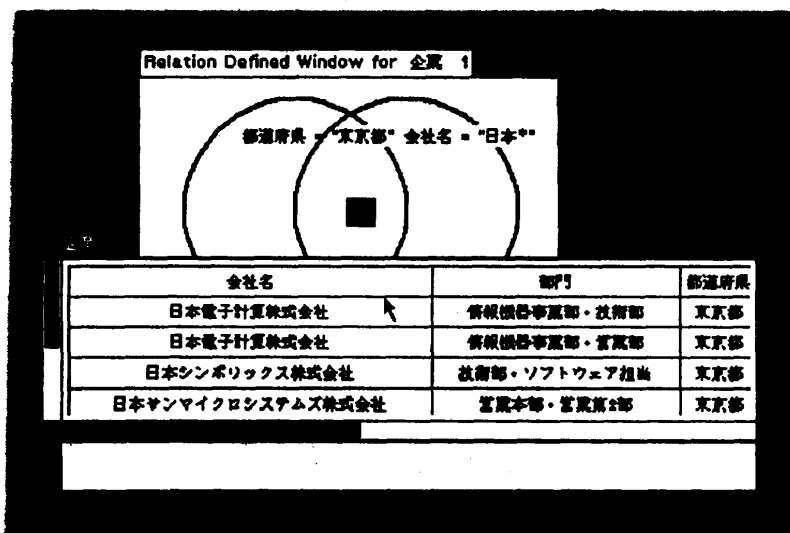 Relation Defined Window for 企業 1
都道府県 = "東京都" 会社名 = "日本*"
会社名 部門 都道府県
日本電子計算株式会社 情報機器事業部・技術部 東京都
日本電子計算株式会社 情報機器事業部・営業部 東京都
日本シンボリックス株式会社 技術部・ソフトウェア担当 東京都
日本サンマイクロシステムズ株式会社 営業本部・営業第2部 東京都